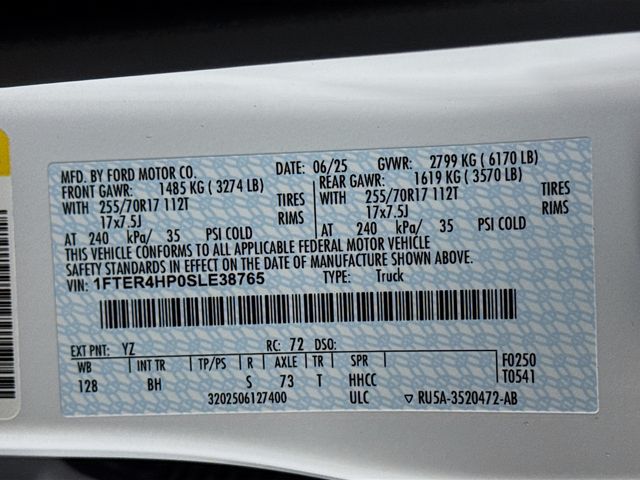 MFD. BY FORD MOTOR CO. DATE: 06/25 GVWR: 2799 KG ( 6170 LB)
FRONT GAWR: 1485 KG ( 3274 LB) REAR GAWR: 1619 KG ( 3570 LB)
WITH 255/70R17 112T TIRES WITH 255/70R17 112T TIRES
17x7.5J RIMS 17x7.5J RIMS
AT 240 kPa/ 35 PSI COLD AT 240 kPa/ 35 PSI COLD
THIS VEHICLE CONFORMS TO ALL APPLICABLE FEDERAL MOTOR VEHICLE
SAFETY STANDARDS IN EFFECT ON THE DATE OF MANUFACTURE SHOWN ABOVE.
VIN: 1FTER4HP0SLE38765 TYPE: Truck
EXT PNT: YZ RC: 72 DSO:
WB INT TR TP/PS R AXLE TR SPR F0250
128 BH S 73 T HHCC T0541
3202506127400 ULC ▽ RU5A-3520472-AB